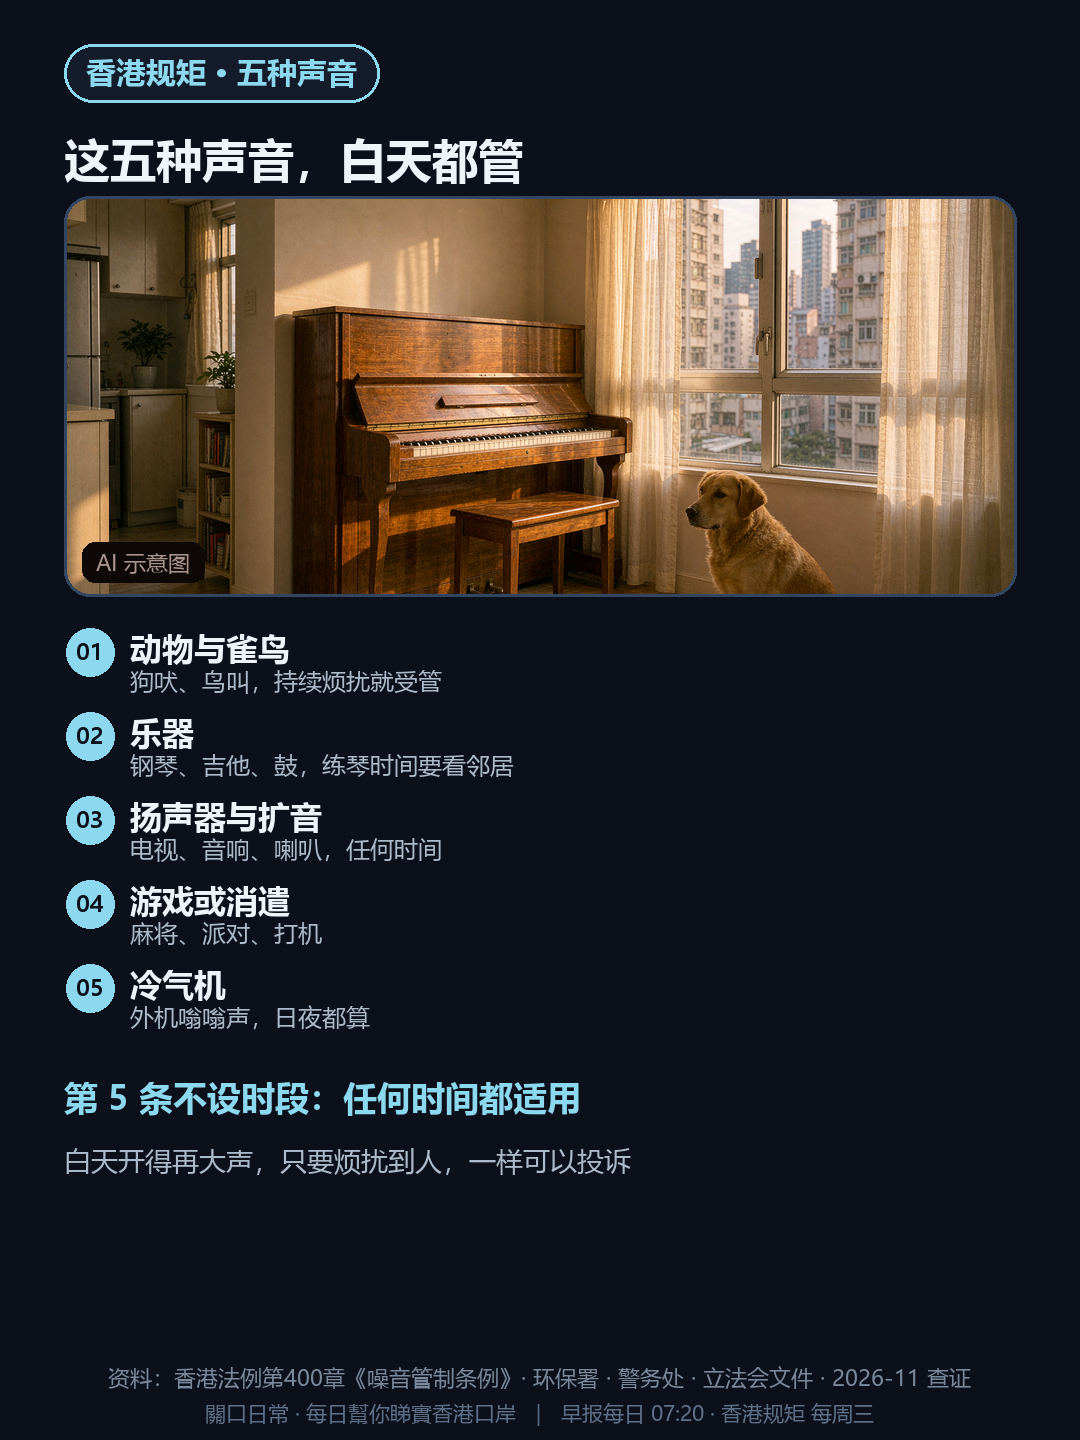 香港规矩·五种声音
这五种声音，白天都管
AI 示意图
01 动物与雀鸟
狗吠、鸟叫，持续烦扰就受管
02 乐器
钢琴、吉他、鼓，练琴时间要看邻居
03 扬声器与扩音
电视、音响、喇叭，任何时间
04 游戏或消遣
麻将、派对、打机
05 冷气机
外机嗡嗡声，日夜都算
第 5 条不设时段：任何时间都适用
白天开得再大声，只要烦扰到人，一样可以投诉
资料：香港法例第400章《噪音管制条例》· 环保署 · 警务处 · 立法会文件 · 2026-11 查证
關口日常 · 每日幫你睇實香港口岸 | 早报每日 07:20 · 香港规矩 每周三